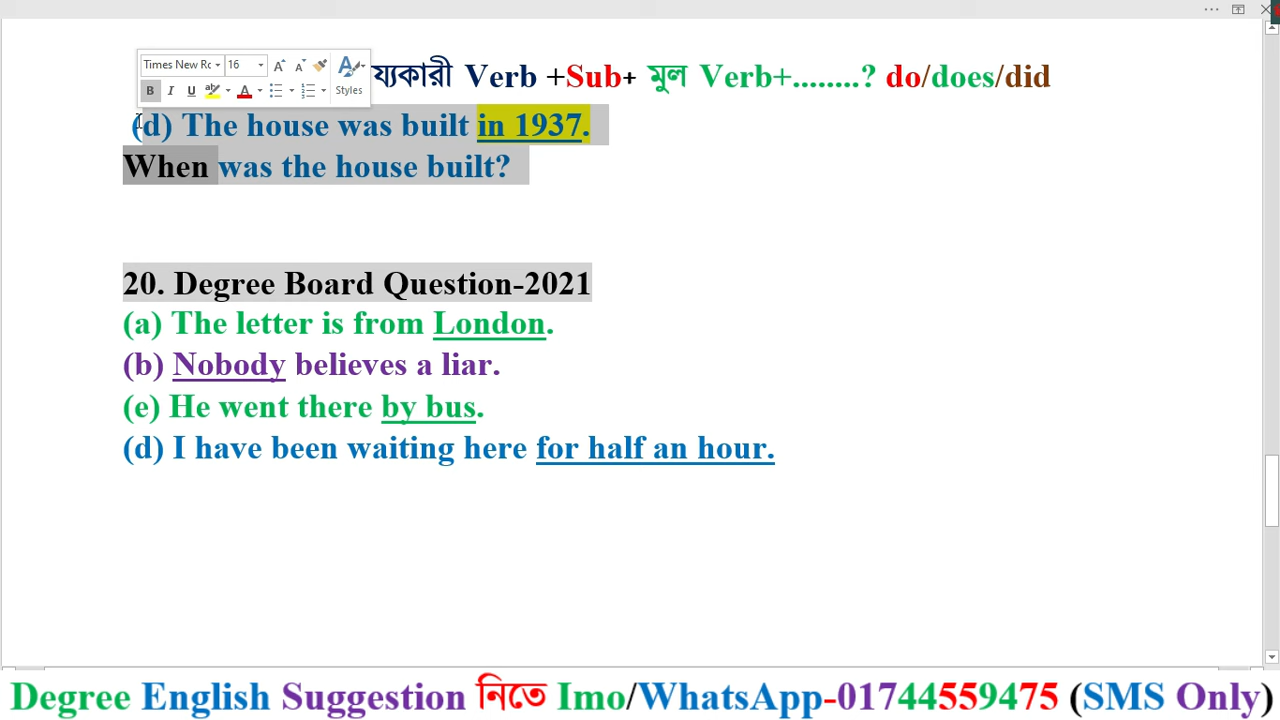 Times New Rc 16
Styles
য্যকারী Verb +Sub+ মুল Verb+........? do/does/did
(d) The house was built in 1937.
When was the house built?
20. Degree Board Question-2021
(a) The letter is from London.
(b) Nobody believes a liar.
(e) He went there by bus.
(d) I have been waiting here for half an hour.
Degree English Suggestion নিতে Imo/WhatsApp-01744559475 (SMS Only)